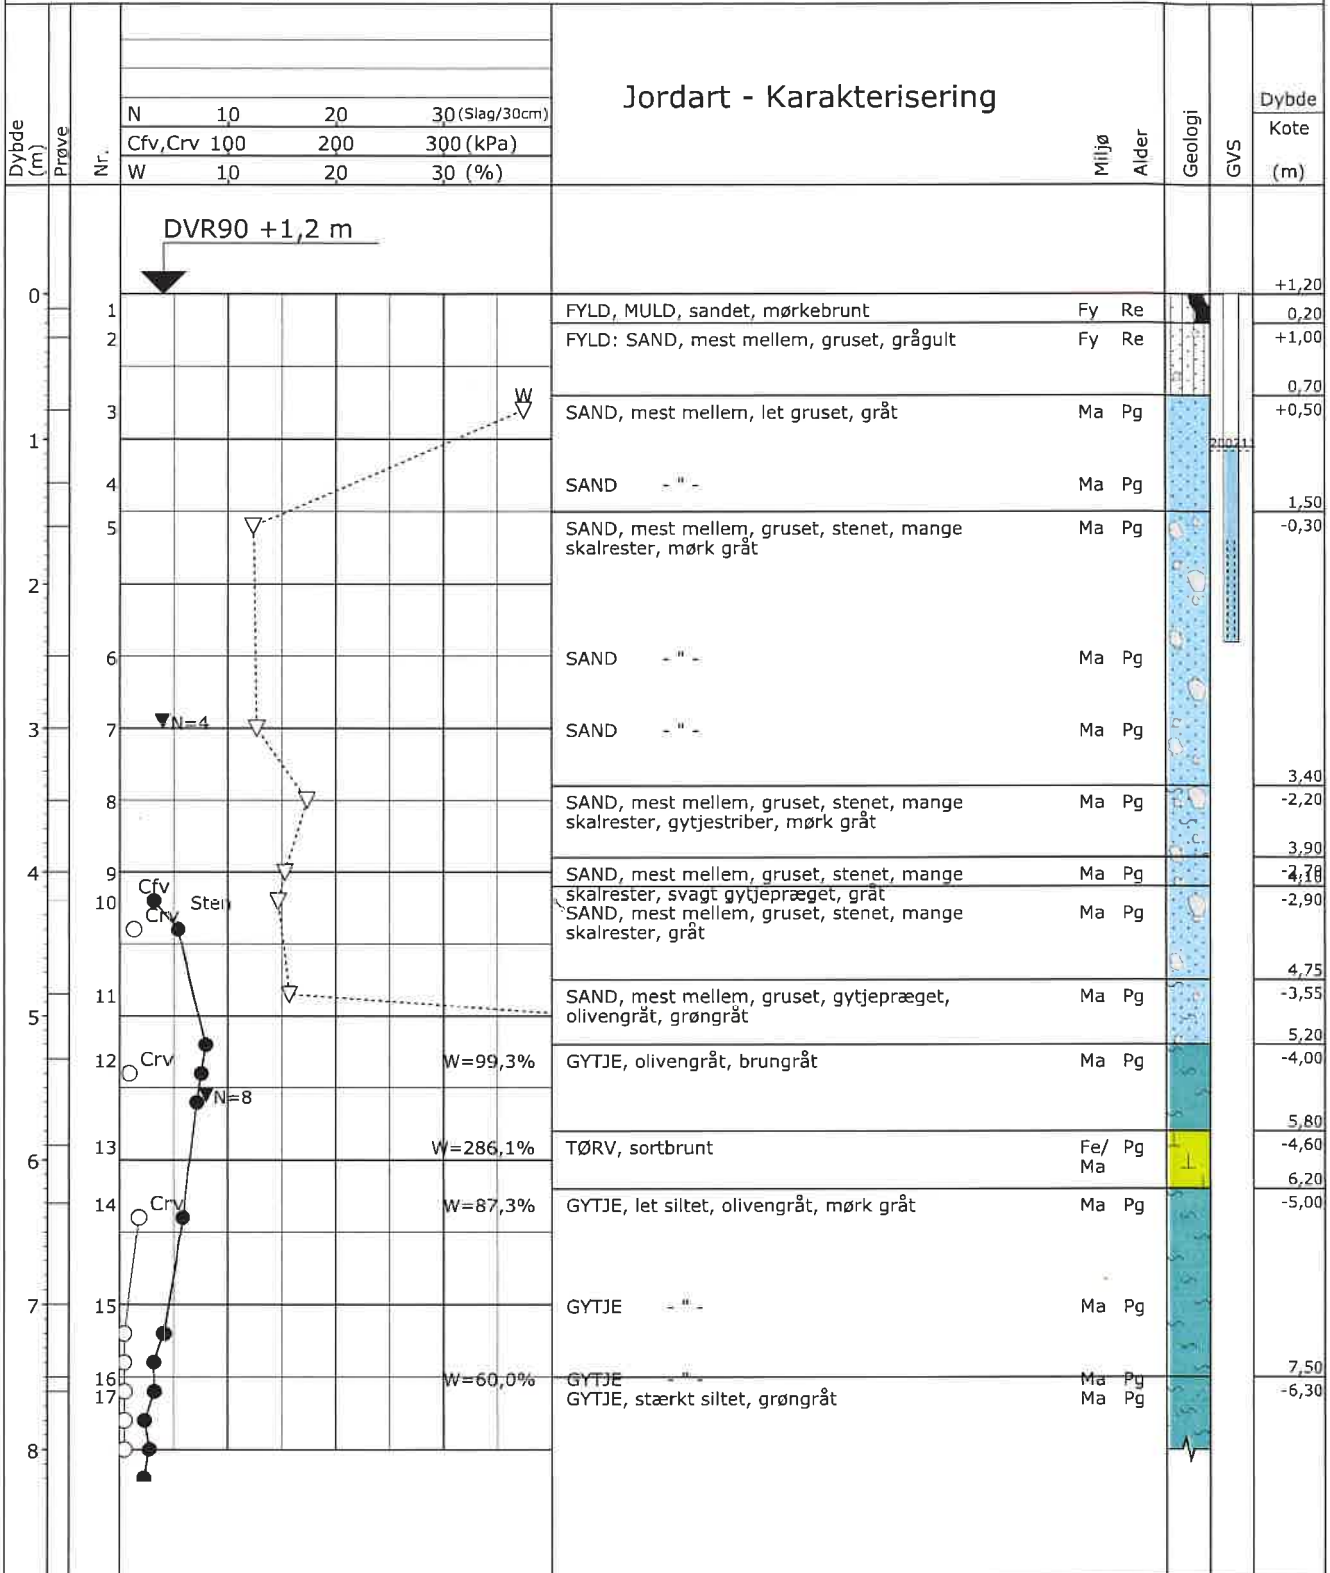 Jordart - Karakterisering
Dybde (m)
Prøve
Nr.
N 10 20 30 (Slag/30cm)
Cfv,Crv 100 200 300 (kPa)
W 10 20 30 (%)
Miljø
Alder
Geologi
GVS
Dybde
Kote
(m)
DVR90 +1,2 m
+1,20
0
1 FYLD, MULD, sandet, mørkebrunt Fy Re 0,20
2 FYLD: SAND, mest mellem, gruset, grågult Fy Re +1,00
0,70
W
3 SAND, mest mellem, let gruset, gråt Ma Pg +0,50
1
4 SAND - " - Ma Pg
1,50
5 SAND, mest mellem, gruset, stenet, mange Ma Pg -0,30
skalrester, mørk gråt
2
6 SAND - " - Ma Pg
N=4
3 7 SAND - " - Ma Pg
3,40
8 SAND, mest mellem, gruset, stenet, mange Ma Pg -2,20
skalrester, gytjestriber, mørk gråt
3,90
4 9 SAND, mest mellem, gruset, stenet, mange Ma Pg -2,70
4,10
skalrester, svagt gytjepræget, gråt
Cfv
10 Sten -2,90
Crv SAND, mest mellem, gruset, stenet, mange Ma Pg
skalrester, gråt
4,75
11 SAND, mest mellem, gruset, gytjepræget, Ma Pg -3,55
olivengråt, grøngråt
5
5,20
12 Crv W=99,3% GYTJE, olivengråt, brungråt Ma Pg -4,00
N=8
5,80
13 W=286,1% TØRV, sortbrunt Fe/ Pg -4,60
Ma
6
6,20
14 Crv W=87,3% GYTJE, let siltet, olivengråt, mørk gråt Ma Pg -5,00
7 15 GYTJE - " - Ma Pg
7,50
16 W=60,0% GYTJE - " - Ma Pg
17 GYTJE, stærkt siltet, grøngråt Ma Pg -6,30
8